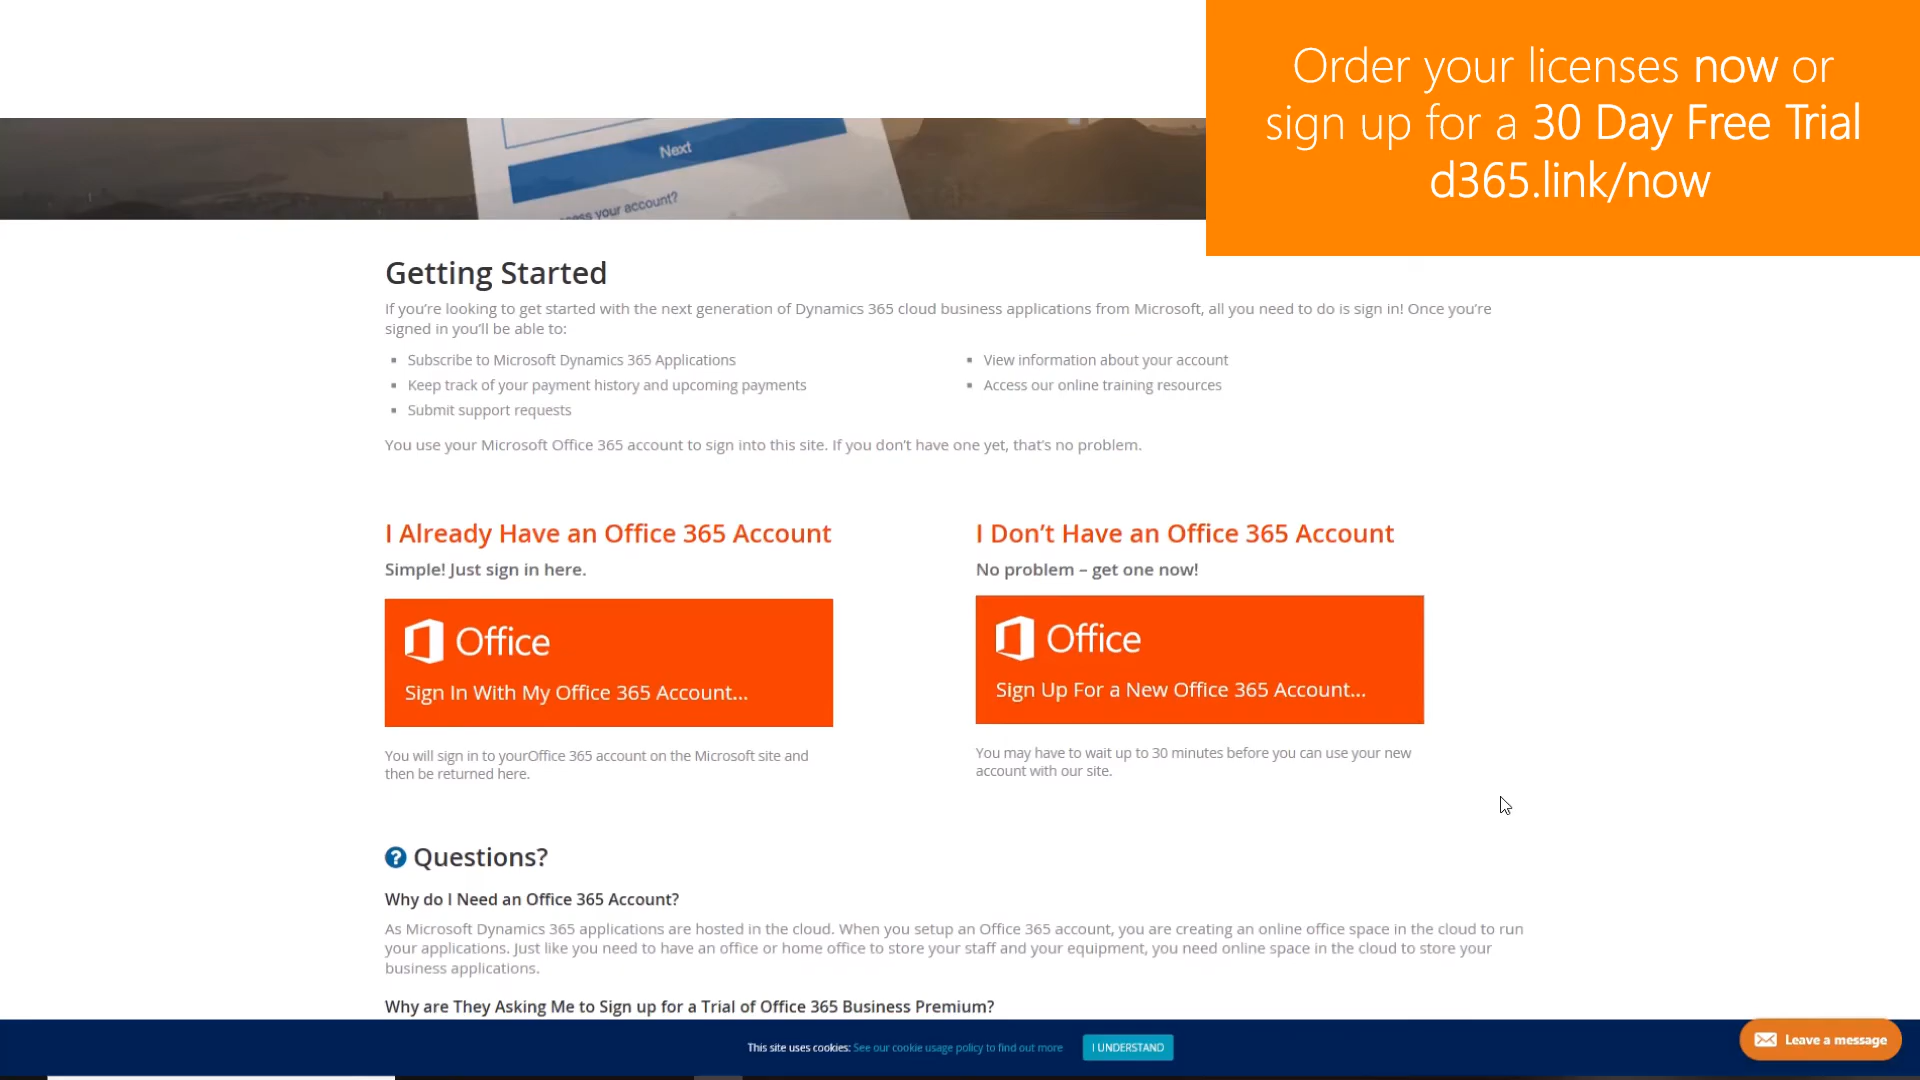 Order your licenses now or
sign up for a 30 Day Free Trial
d365.link/now
Next
your account?
Getting Started
If you're looking to get started with the next generation of Dynamics 365 cloud business applications from Microsoft, all you need to do is sign in! Once you're
signed in you'll be able to:
Subscribe to Microsoft Dynamics 365 Applications
Keep track of your payment history and upcoming payments
Submit support requests
View information about your account
Access our online training resources
You use your Microsoft Office 365 account to sign into this site. If you don't have one yet, that's no problem.
I Already Have an Office 365 Account
Simple! Just sign in here.
Office
Sign In With My Office 365 Account...
You will sign in to yourOffice 365 account on the Microsoft site and
then be returned here.
I Don't Have an Office 365 Account
No problem – get one now!
Office
Sign Up For a New Office 365 Account...
You may have to wait up to 30 minutes before you can use your new
account with our site.
Questions?
Why do I Need an Office 365 Account?
As Microsoft Dynamics 365 applications are hosted in the cloud. When you setup an Office 365 account, you are creating an online office space in the cloud to run
your applications. Just like you need to have an office or home office to store your staff and your equipment, you need online space in the cloud to store your
business applications.
Why are They Asking Me to Sign up for a Trial of Office 365 Business Premium?
This site uses cookies: See our cookie usage policy to find out more
I UNDERSTAND
Leave a message